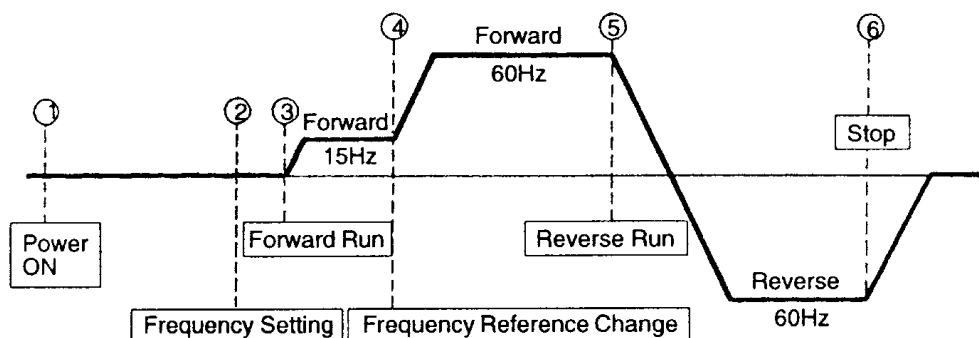 ① ② ③ ④ ⑤ ⑥
Forward
60Hz
Forward
15Hz
Stop
Power
ON
Forward Run
Reverse Run
Reverse
60Hz
Frequency Setting
Frequency Reference Change